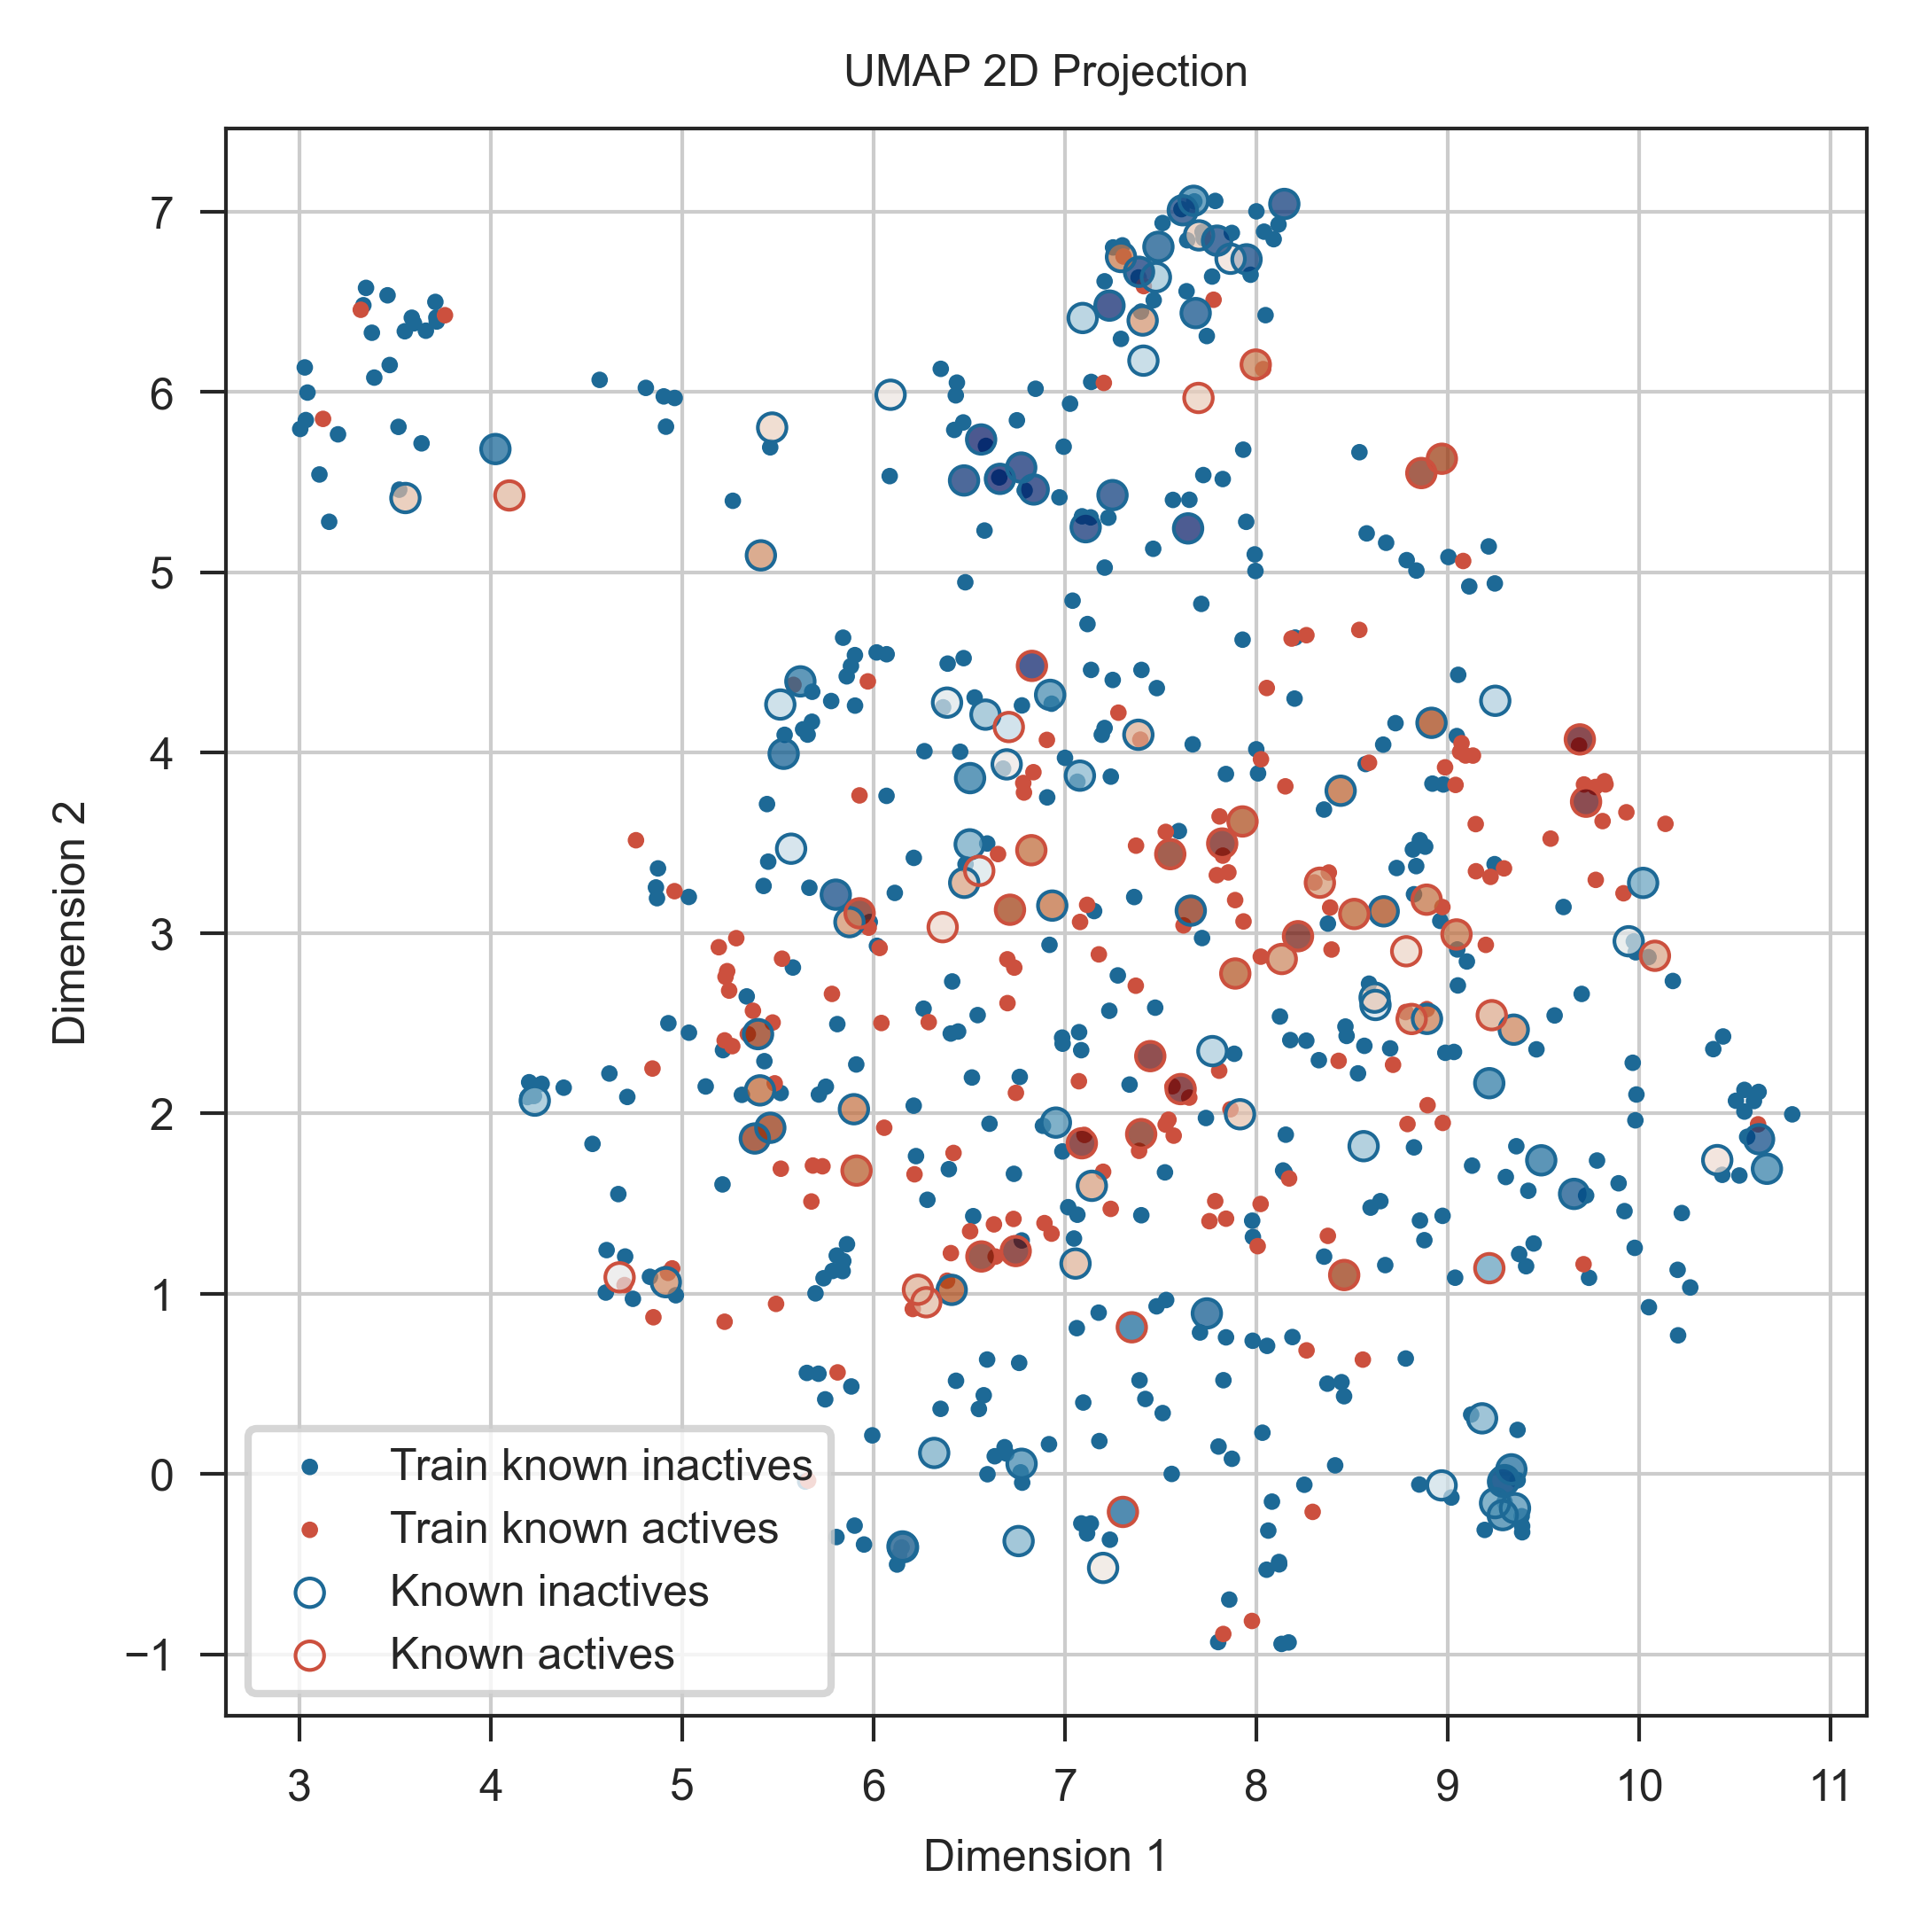 UMAP 2D Projection
7
6
5
4
3
2
1
0
−1
Dimension 2
Train known inactives
Train known actives
Known inactives
Known actives
3 4 5 6 7 8 9 10 11
Dimension 1